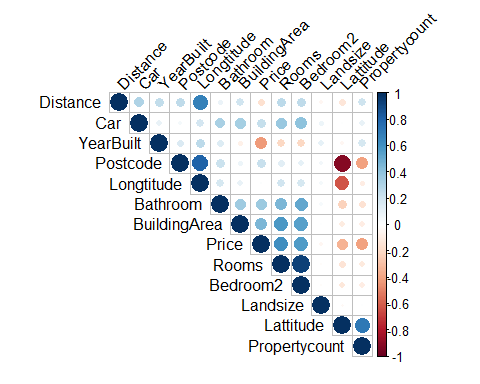 Distance
Car
YearBuilt
Postcode
Longtitude
Bathroom
BuildingArea
Price
Rooms
Bedroom2
Landsize
Lattitude
Propertycount
Distance
Car
YearBuilt
Postcode
Longtitude
Bathroom
BuildingArea
Price
Rooms
Bedroom2
Landsize
Lattitude
Propertycount
1
0.8
0.6
0.4
0.2
0
-0.2
-0.4
-0.6
-0.8
-1